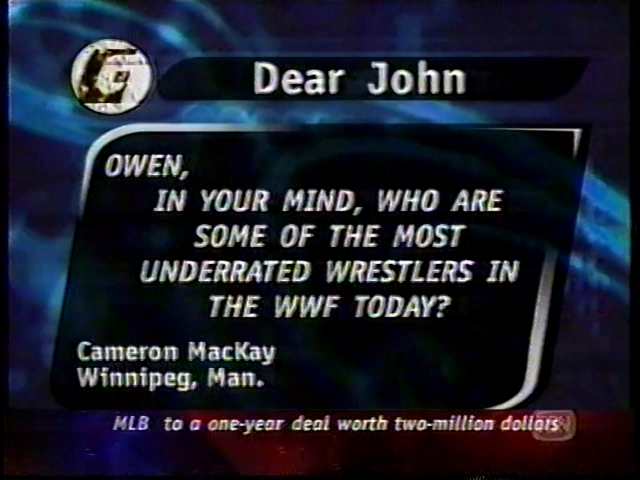 Dear John
OWEN,
IN YOUR MIND, WHO ARE
SOME OF THE MOST
UNDERRATED WRESTLERS IN
THE WWF TODAY?
Cameron MacKay
Winnipeg, Man.
MLB to a one-year deal worth two-million dollars
TSN